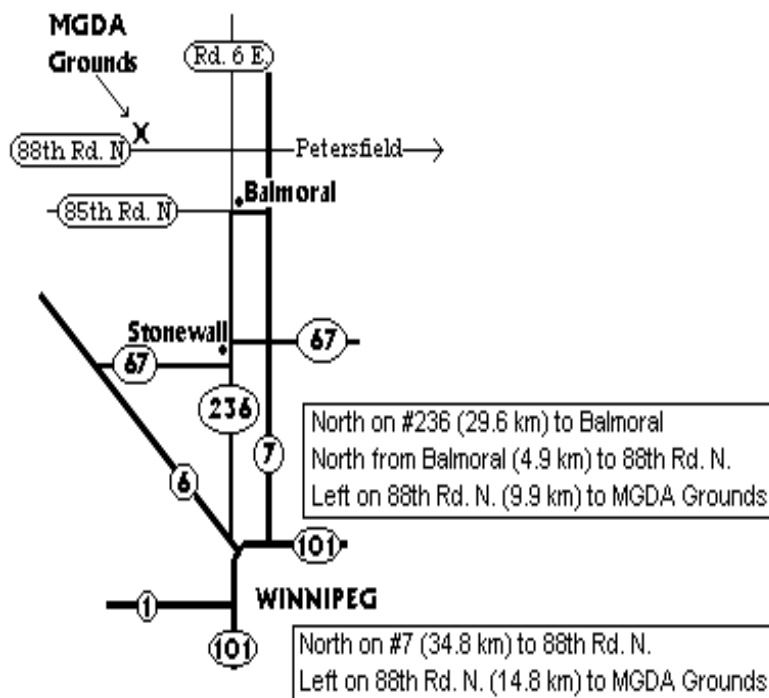 MGDA
Grounds
Rd. 6 E
X
88th Rd. N
Petersfield
Balmoral
85th Rd. N
Stonewall
67
67
236
North on #236 (29.6 km) to Balmoral
North from Balmoral (4.9 km) to 88th Rd. N.
Left on 88th Rd. N. (9.9 km) to MGDA Grounds
7
6
101
1
WINNIPEG
101
North on #7 (34.8 km) to 88th Rd. N.
Left on 88th Rd. N. (14.8 km) to MGDA Grounds